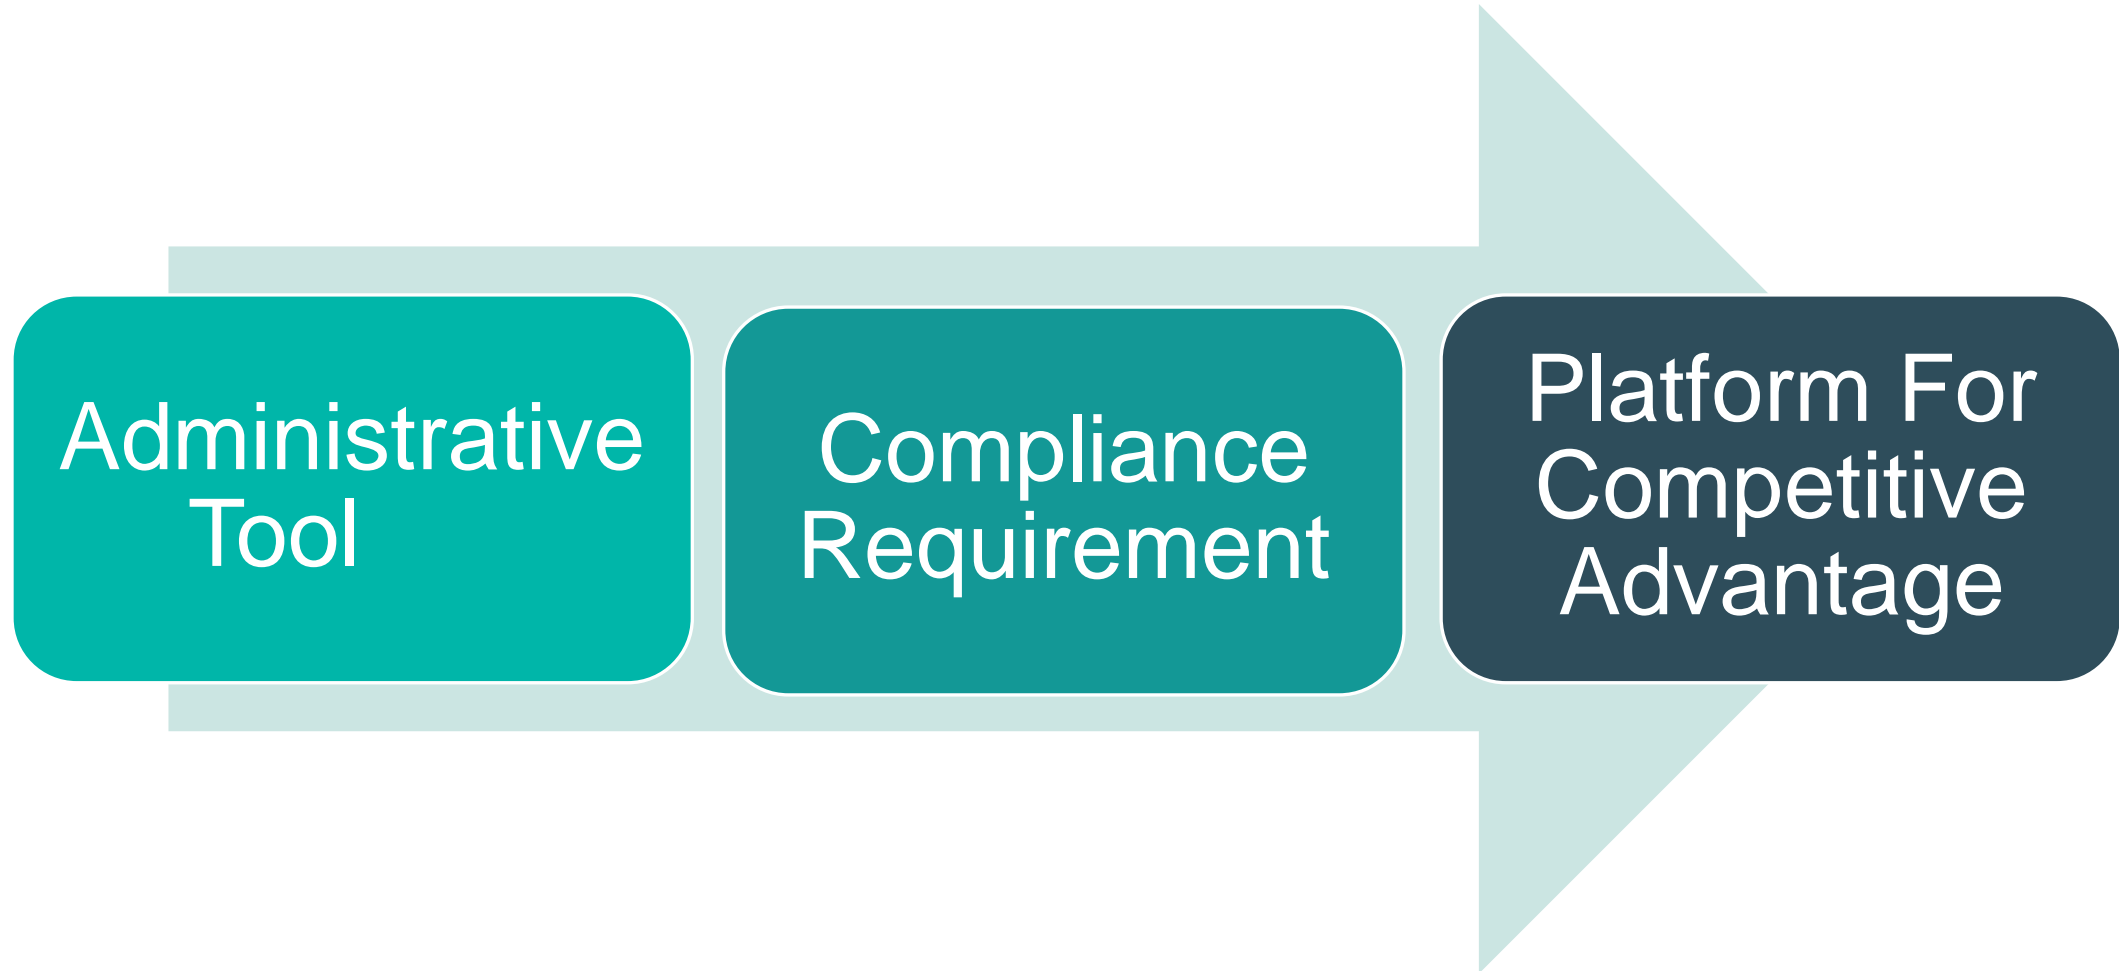 Administrative
Tool
Compliance
Requirement
Platform For
Competitive
Advantage